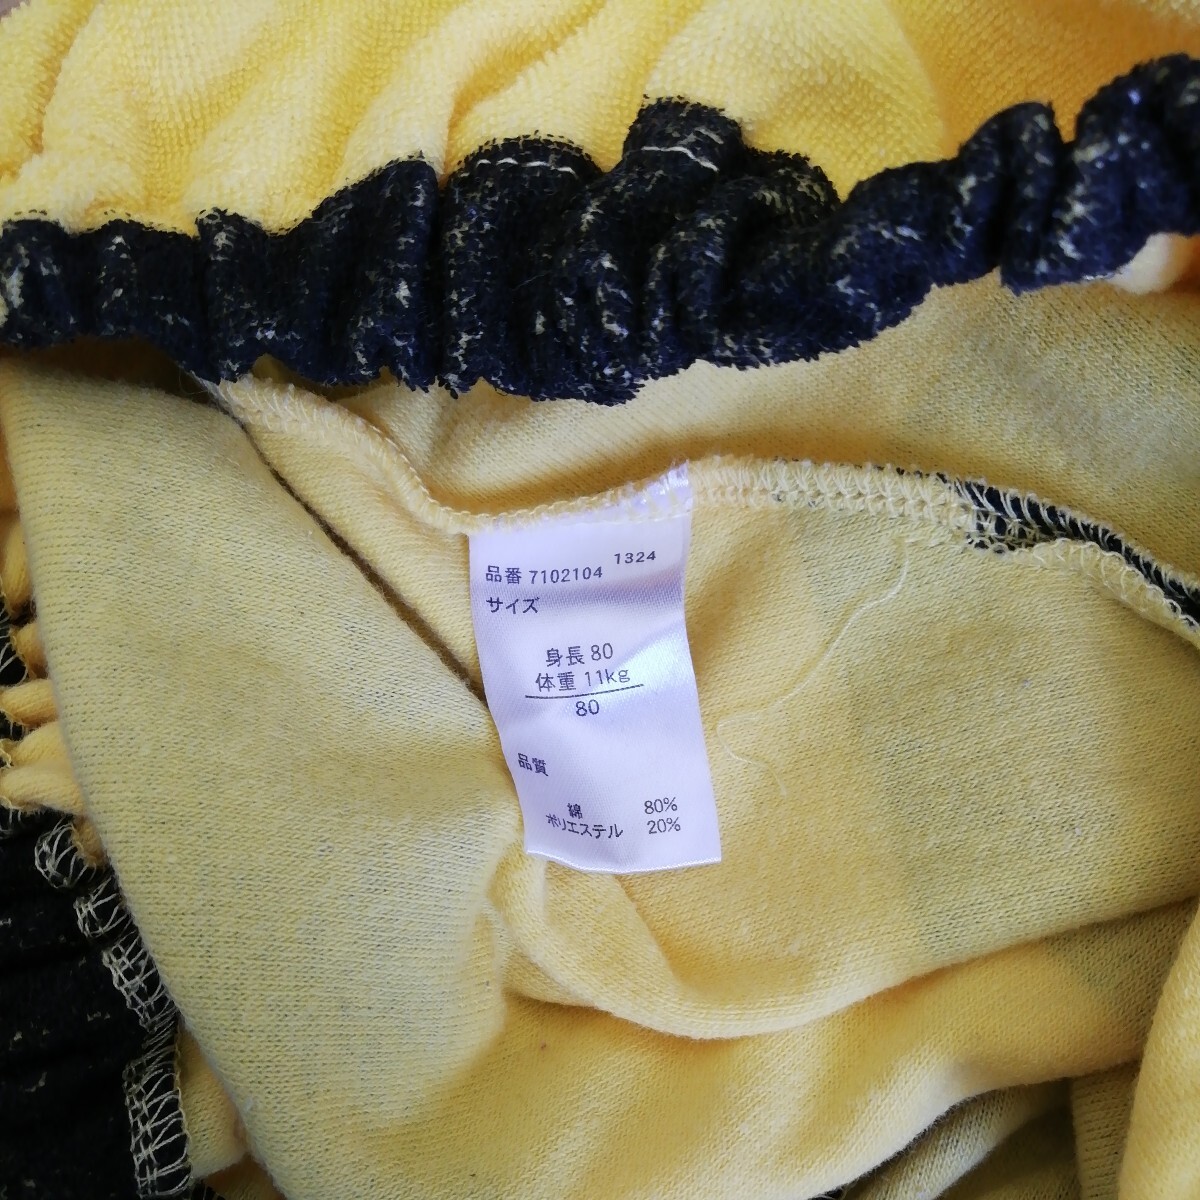 1324
品番 7102104
サイズ
身長 80
体重 11kg
80
品質
綿 80%
ポリエステル 20%